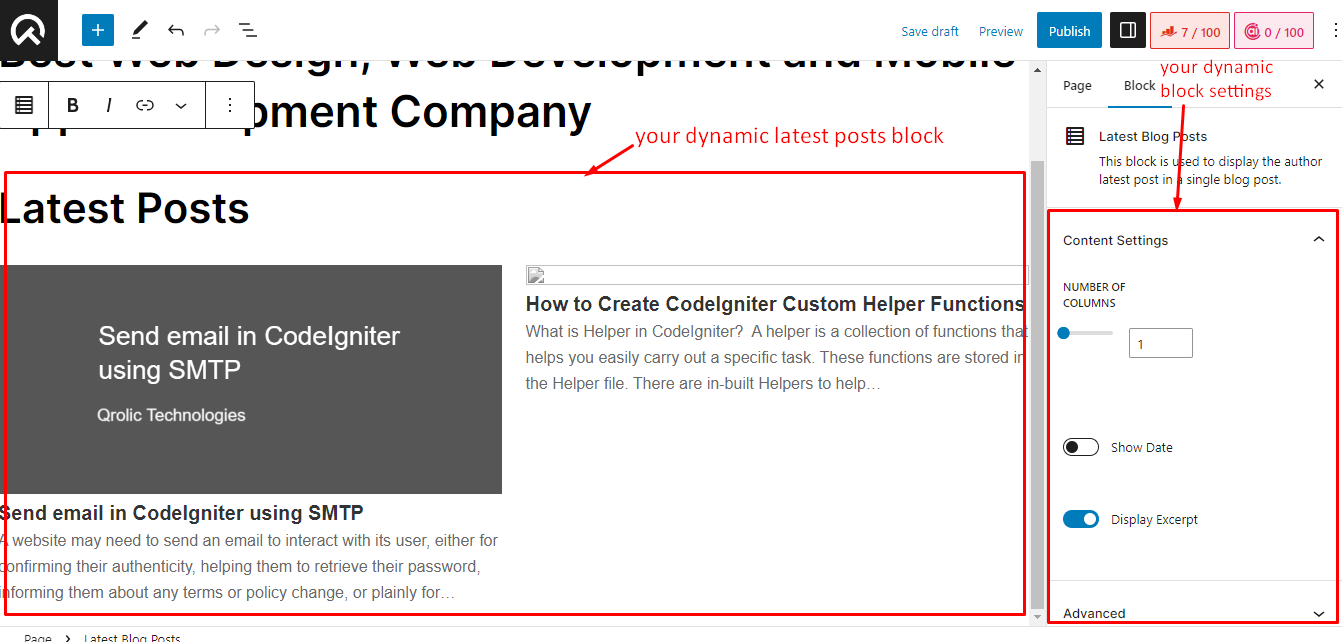 Save draft
Preview
Publish
7 / 100
0 / 100
Best Web Design, Web Development and Mobile
B I
pment Company
your dynamic latest posts block
Latest Posts
Send email in CodeIgniter
using SMTP
Qrolic Technologies
Send email in CodeIgniter using SMTP
A website may need to send an email to interact with its user, either for
confirming their authenticity, helping them to retrieve their password,
informing them about any terms or policy change, or plainly for…
How to Create CodeIgniter Custom Helper Functions
What is Helper in CodeIgniter? A helper is a collection of functions that
helps you easily carry out a specific task. These functions are stored in
the Helper file. There are in-built Helpers to help…
your dynamic
block settings
Page
Block
Latest Blog Posts
This block is used to display the author
latest post in a single blog post.
Content Settings
NUMBER OF
COLUMNS
1
Show Date
Display Excerpt
Advanced
Page
Latest Blog Posts